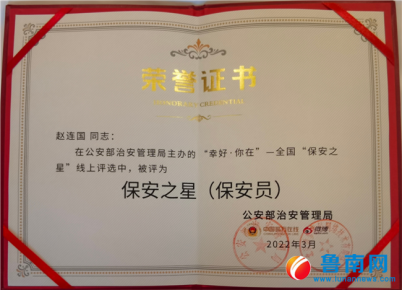 荣誉证书
HONORARY CREDENTIAL
赵连国 同志：
在公安部治安管理局主办的 “幸好·你在” —全国 “保安之
星” 线上评选中，被评为
保安之星（保安员）
公安部治安管理局
2022年3月
鲁南网